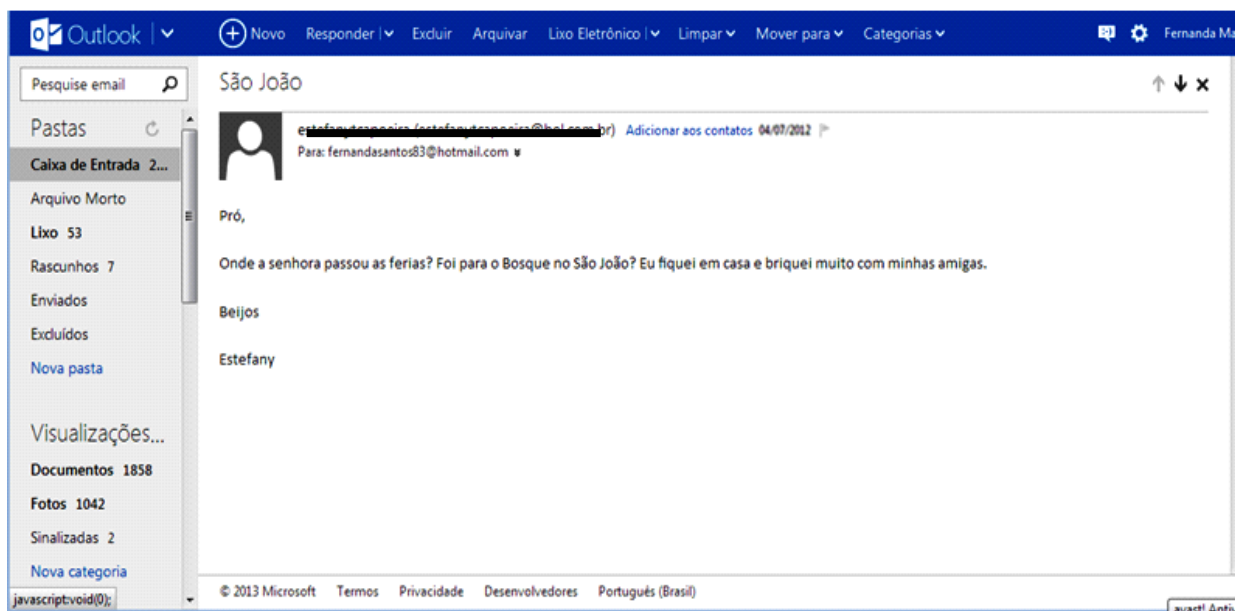 Outlook
Novo Responder Excluir Arquivar Lixo Eletrônico Limpar Mover para Categorias Fernanda Ma
Pesquise email
São João
Pastas
Adicionar aos contatos 04/07/2012
Para: fernandasantos83@hotmail.com
Caixa de Entrada 2...
Arquivo Morto
Lixo 53
Rascunhos 7
Enviados
Excluídos
Nova pasta
Pró,
Onde a senhora passou as ferias? Foi para o Bosque no São João? Eu fiquei em casa e briquei muito com minhas amigas.
Beijos
Estefany
Visualizações...
Documentos 1858
Fotos 1042
Sinalizadas 2
Nova categoria
javascript:void(0);
© 2013 Microsoft Termos Privacidade Desenvolvedores Português (Brasil)
avast! Antiv